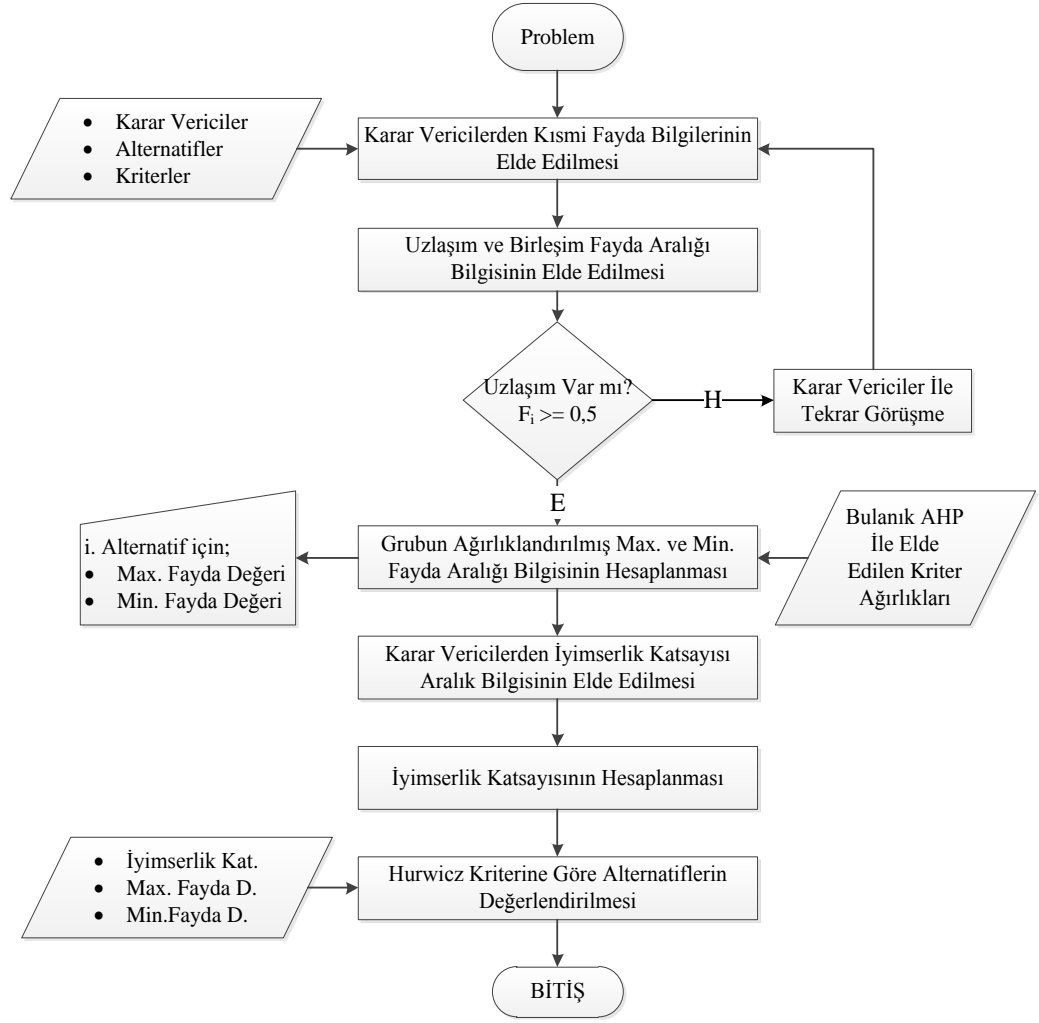 Problem
• Karar Vericiler
• Alternatifler
• Kriterler
Karar Vericilerden Kısmi Fayda Bilgilerinin
Elde Edilmesi
Uzlaşım ve Birleşim Fayda Aralığı
Bilgisinin Elde Edilmesi
Uzlaşım Var mı?
Fi >= 0,5
H
Karar Vericiler İle
Tekrar Görüşme
E
i. Alternatif için;
• Max. Fayda Değeri
• Min. Fayda Değeri
Grubun Ağırlıklandırılmış Max. ve Min.
Fayda Aralığı Bilgisinin Hesaplanması
Bulanık AHP
İle Elde
Edilen Kriter
Ağırlıkları
Karar Vericilerden İyimserlik Katsayısı
Aralık Bilgisinin Elde Edilmesi
İyimserlik Katsayısının Hesaplanması
• İyimserlik Kat.
• Max. Fayda D.
• Min.Fayda D.
Hurwicz Kriterine Göre Alternatiflerin
Değerlendirilmesi
BİTİŞ